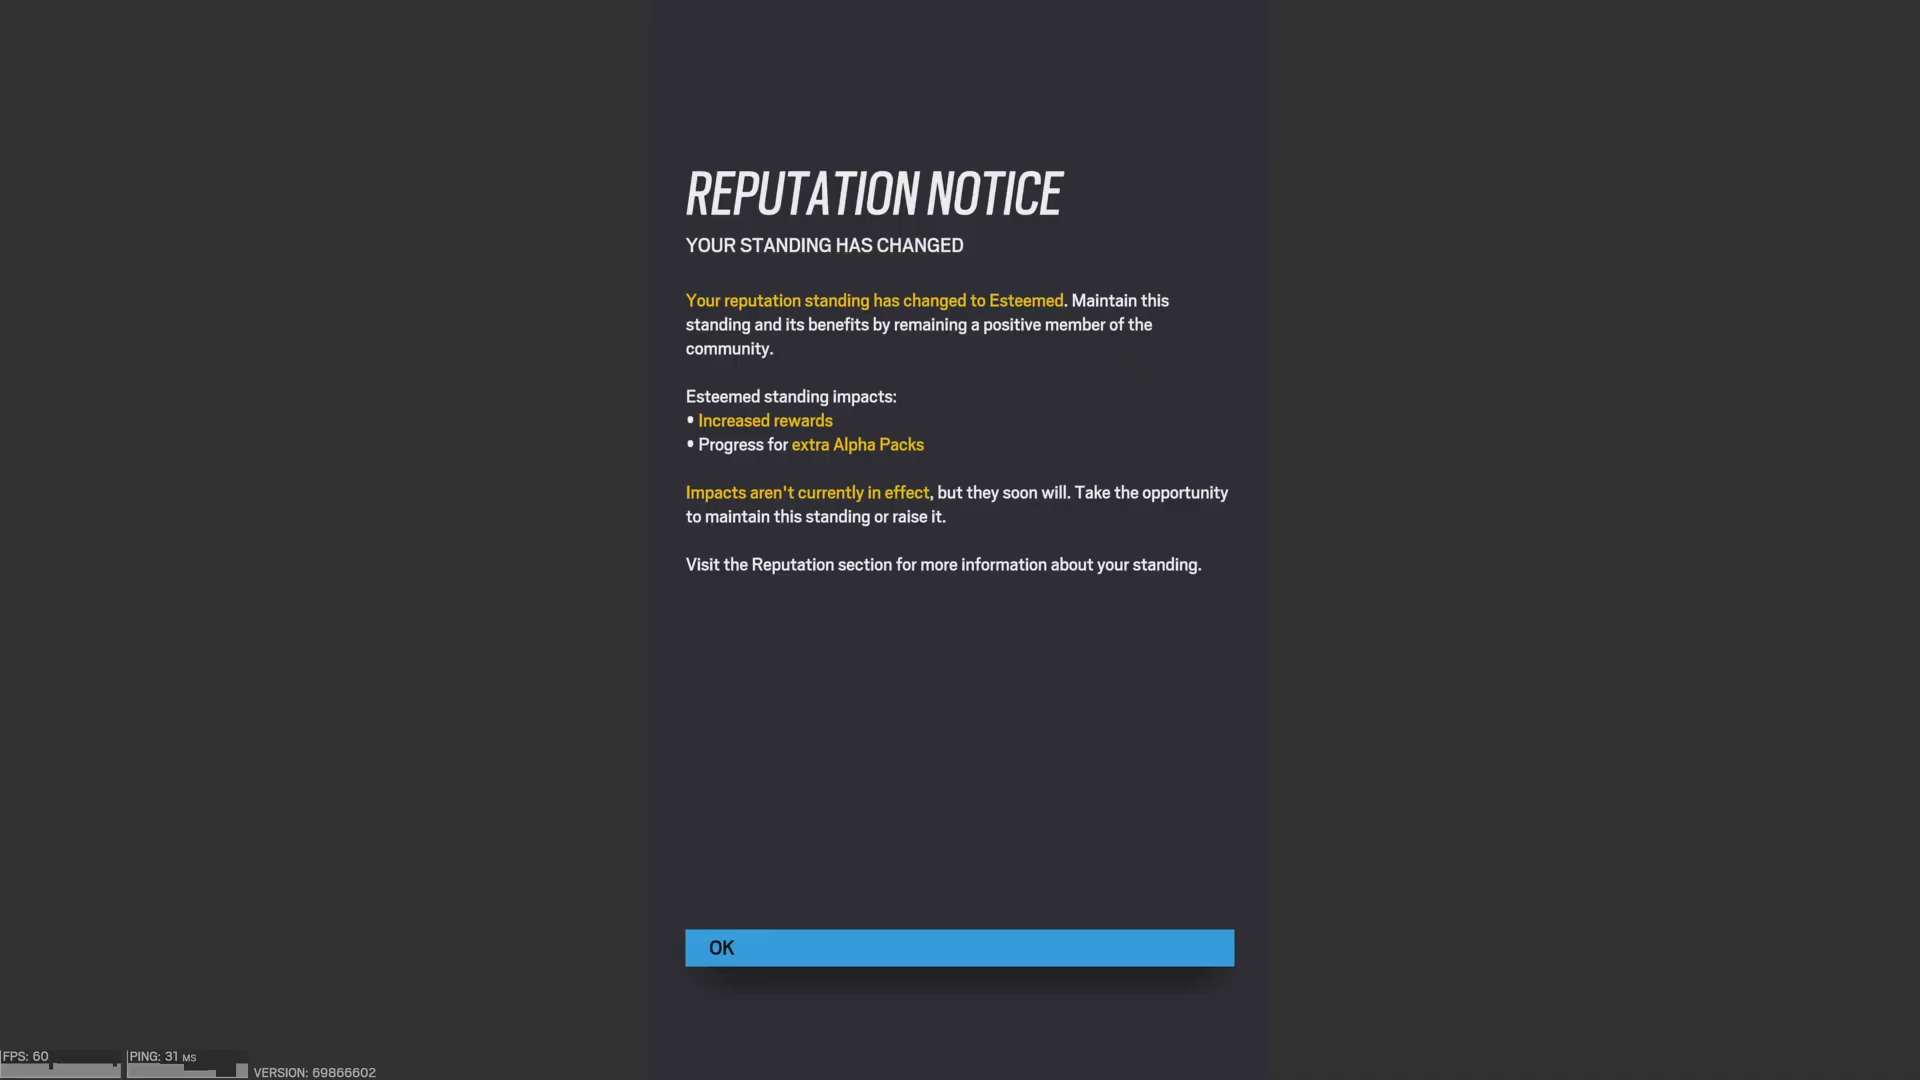 REPUTATION NOTICE
YOUR STANDING HAS CHANGED
Your reputation standing has changed to Esteemed. Maintain this
standing and its benefits by remaining a positive member of the
community.
Esteemed standing impacts:
• Increased rewards
• Progress for extra Alpha Packs
Impacts aren't currently in effect, but they soon will. Take the opportunity
to maintain this standing or raise it.
Visit the Reputation section for more information about your standing.
OK
FPS: 60
PING: 31 MS
VERSION: 69866602